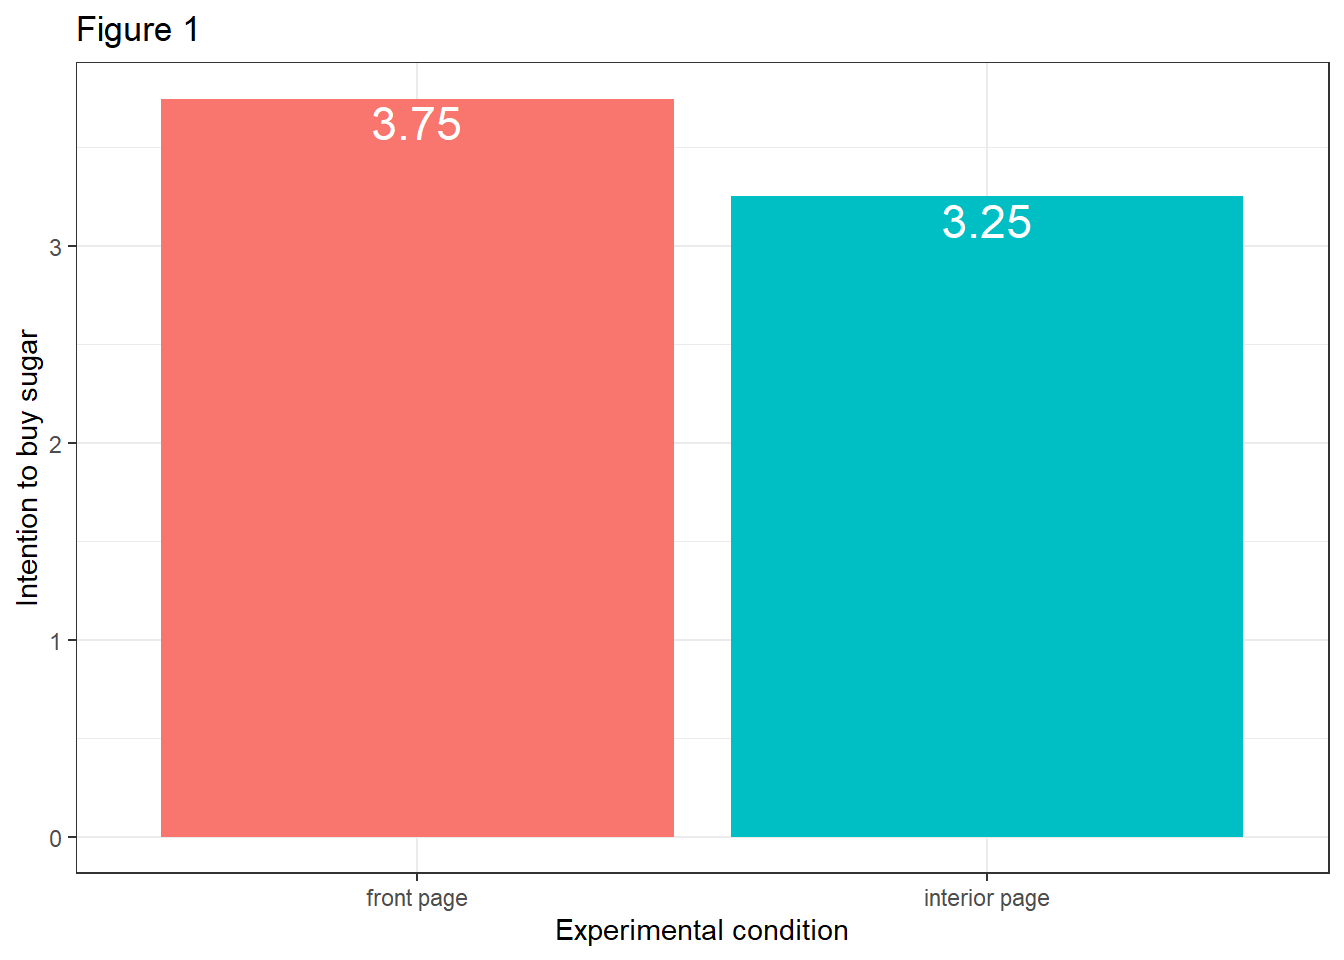 Figure 1
3.75
3.25
3
2
1
0
Intention to buy sugar
front page
interior page
Experimental condition